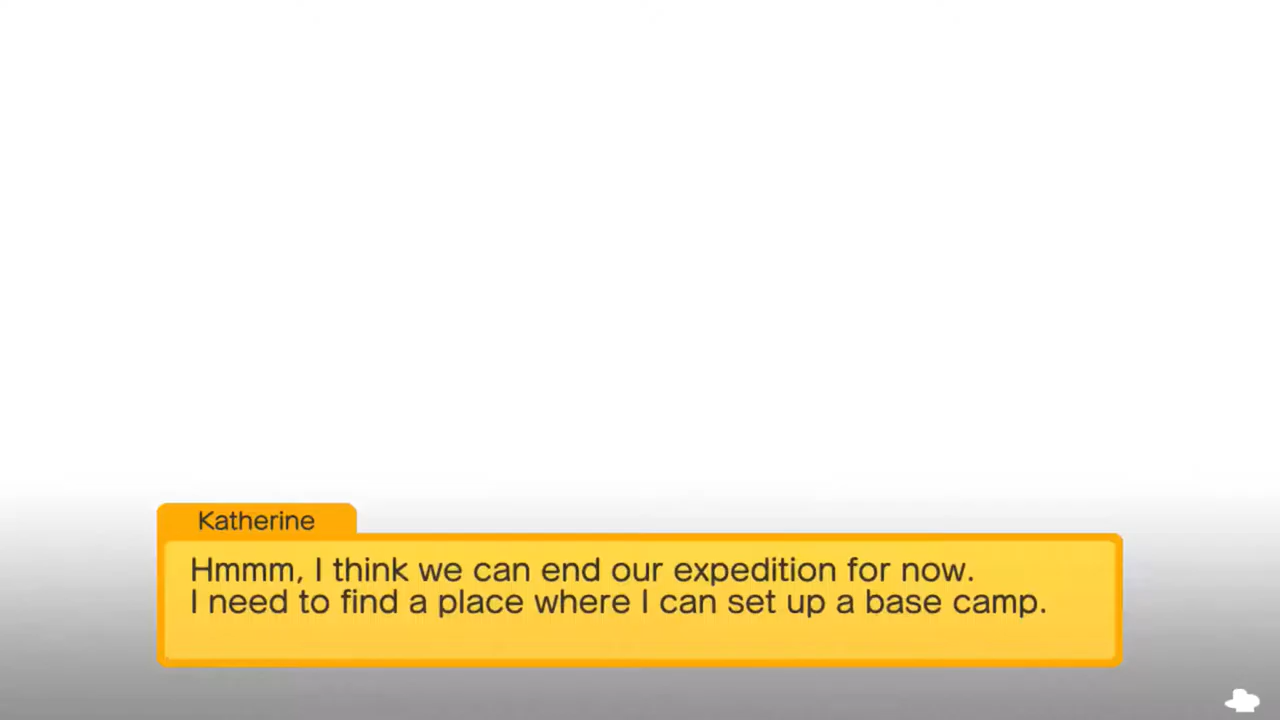 Katherine
Hmmm, I think we can end our expedition for now.
I need to find a place where I can set up a base camp.